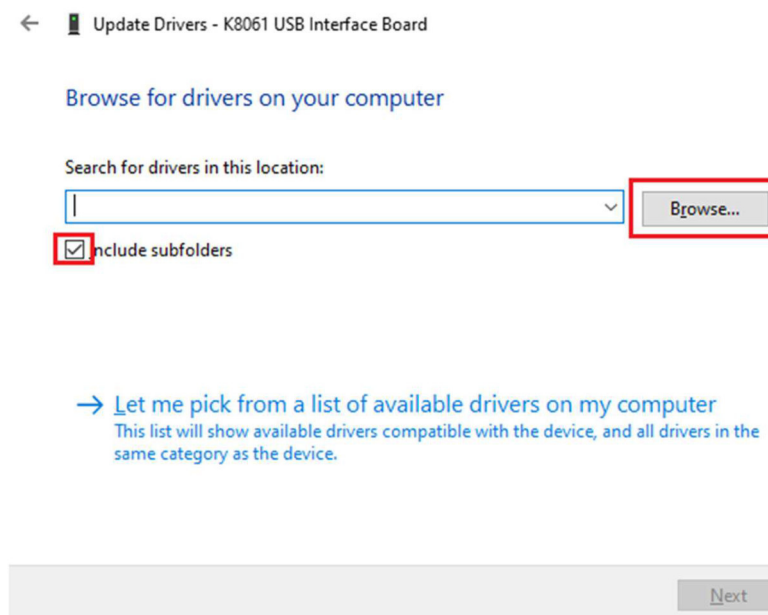 Update Drivers - K8061 USB Interface Board
Browse for drivers on your computer
Search for drivers in this location:
Browse...
Include subfolders
Let me pick from a list of available drivers on my computer
This list will show available drivers compatible with the device, and all drivers in the
same category as the device.
Next